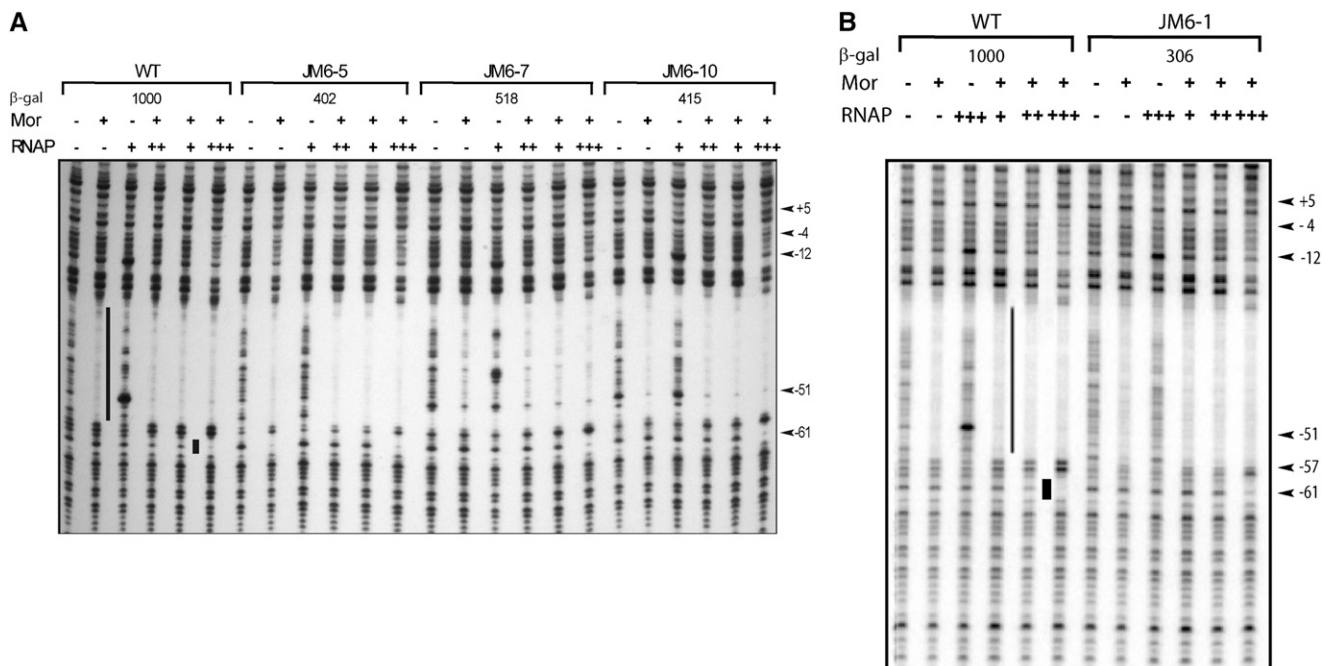 A
WT JM6-5 JM6-7 JM6-10
β-gal 1000 402 518 415
Mor - + - + + + - + - + + + - + - + + + - + - + + +
RNAP - - + ++ + +++ - - + ++ + +++ - - + ++ + +++ - - + ++ + +++
+5
-4
-12
-51
-61
B
WT JM6-1
β-gal 1000 306
Mor - + - + + + - + - + + +
RNAP - - +++ + ++ +++ - - +++ + ++ +++
+5
-4
-12
-51
-57
-61